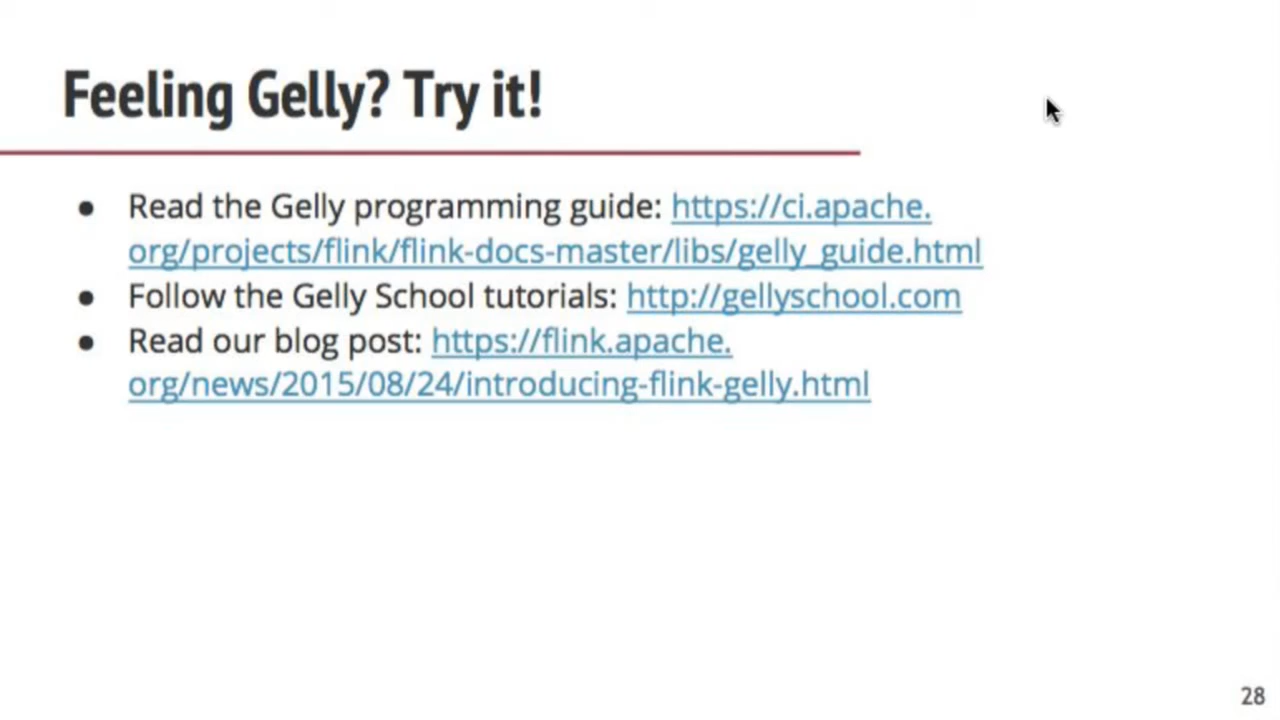 Feeling Gelly? Try it!
● Read the Gelly programming guide: https://ci.apache.
org/projects/flink/flink-docs-master/libs/gelly_guide.html
● Follow the Gelly School tutorials: http://gellyschool.com
● Read our blog post: https://flink.apache.
org/news/2015/08/24/introducing-flink-gelly.html
28